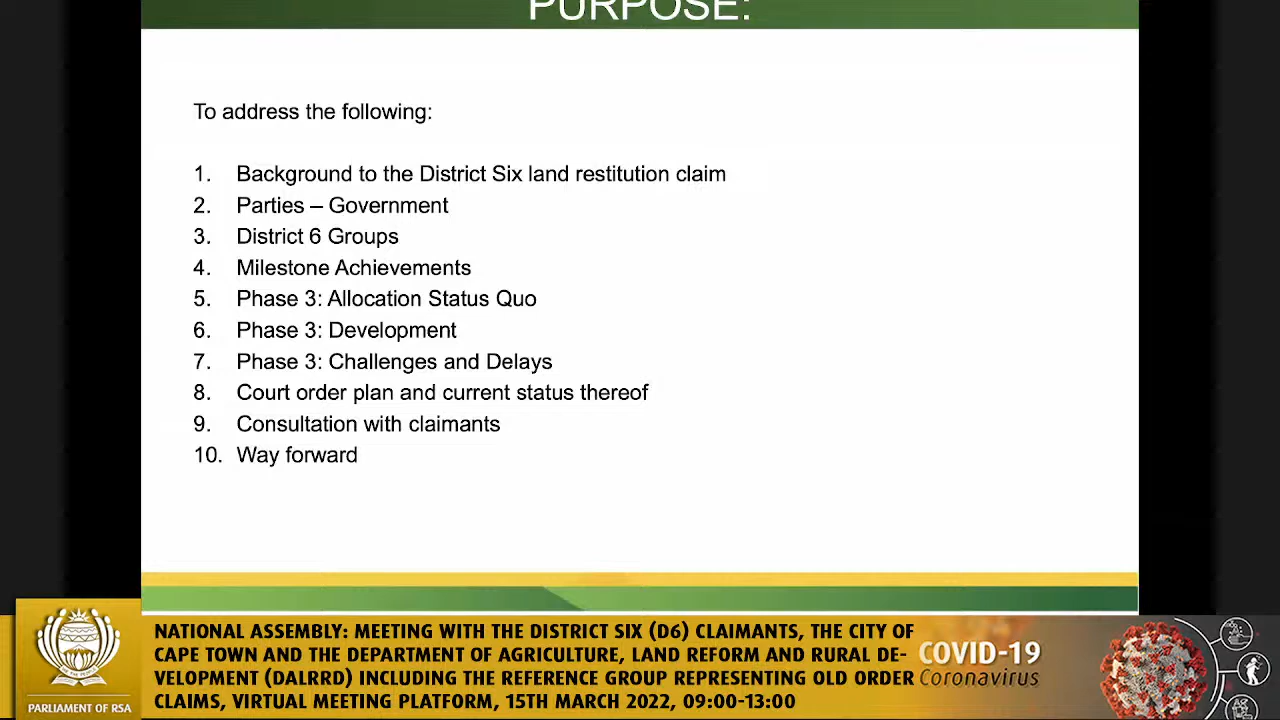 PURPOSE:
To address the following:
1. Background to the District Six land restitution claim
2. Parties – Government
3. District 6 Groups
4. Milestone Achievements
5. Phase 3: Allocation Status Quo
6. Phase 3: Development
7. Phase 3: Challenges and Delays
8. Court order plan and current status thereof
9. Consultation with claimants
10. Way forward
NATIONAL ASSEMBLY: MEETING WITH THE DISTRICT SIX (D6) CLAIMANTS, THE CITY OF
CAPE TOWN AND THE DEPARTMENT OF AGRICULTURE, LAND REFORM AND RURAL DE-
VELOPMENT (DALRRD) INCLUDING THE REFERENCE GROUP REPRESENTING OLD ORDER
CLAIMS, VIRTUAL MEETING PLATFORM, 15TH MARCH 2022, 09:00-13:00
PARLIAMENT OF RSA
COVID-19
Coronavirus